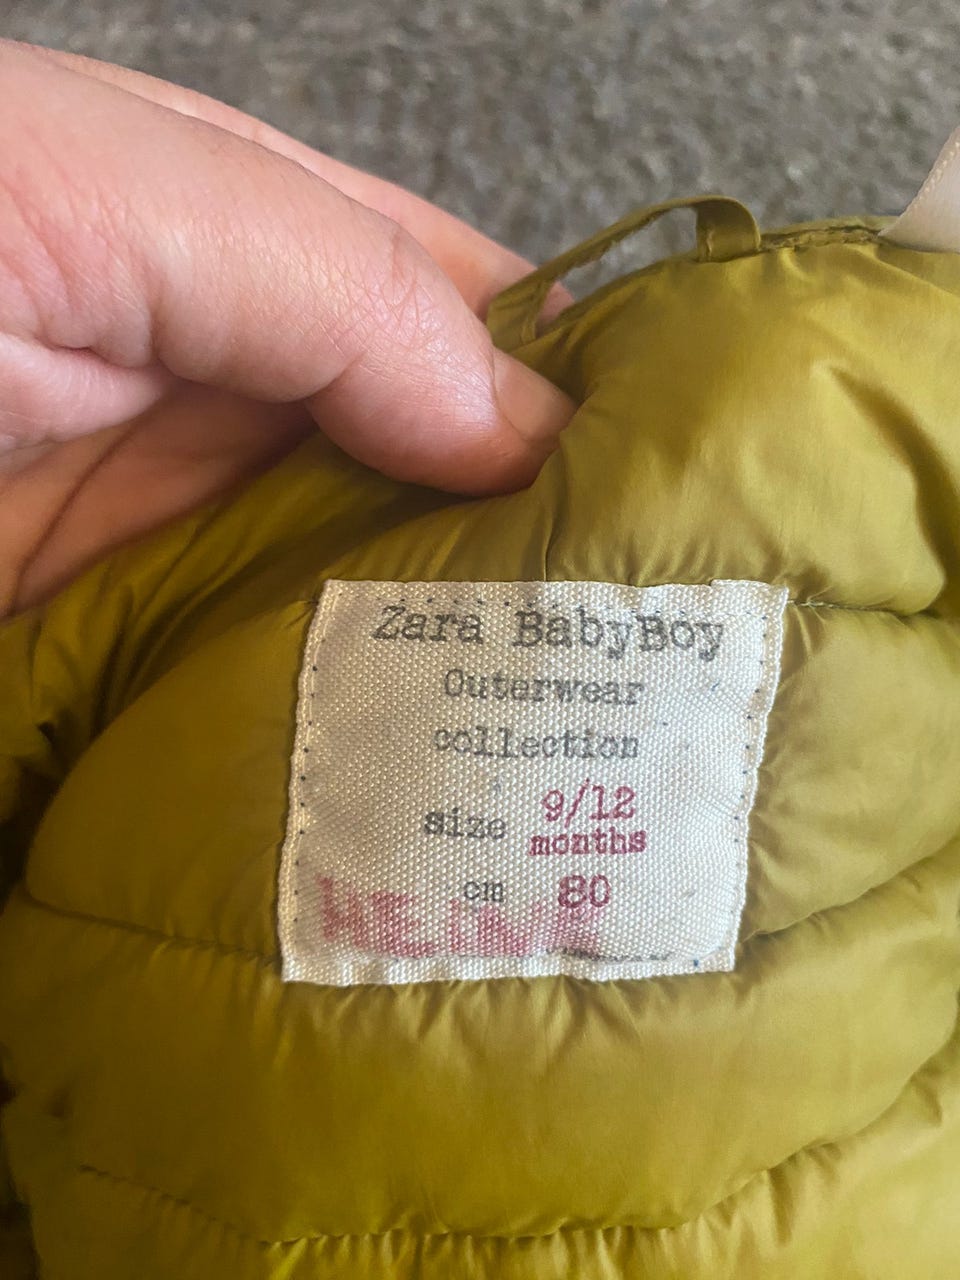 Zara BabyBoy
Outerwear
collection
size 9/12
months
cm 80